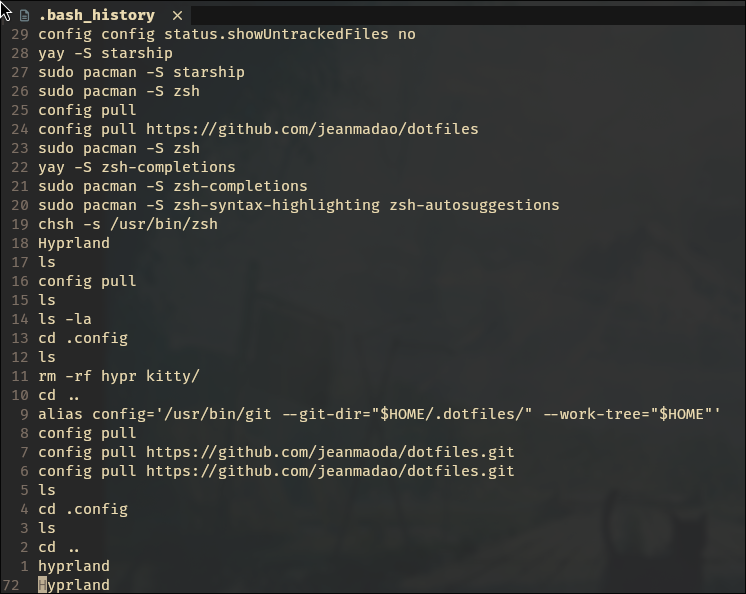 .bash_history ×
29 config config status.showUntrackedFiles no
28 yay -S starship
27 sudo pacman -S starship
26 sudo pacman -S zsh
25 config pull
24 config pull https://github.com/jeanmadao/dotfiles
23 sudo pacman -S zsh
22 yay -S zsh-completions
21 sudo pacman -S zsh-completions
20 sudo pacman -S zsh-syntax-highlighting zsh-autosuggestions
19 chsh -s /usr/bin/zsh
18 Hyprland
17 ls
16 config pull
15 ls
14 ls -la
13 cd .config
12 ls
11 rm -rf hypr kitty/
10 cd ..
9 alias config='/usr/bin/git --git-dir="$HOME/.dotfiles/" --work-tree="$HOME"'
8 config pull
7 config pull https://github.com/jeanmaoda/dotfiles.git
6 config pull https://github.com/jeanmadao/dotfiles.git
5 ls
4 cd .config
3 ls
2 cd ..
1 hyprland
72 Hyprland